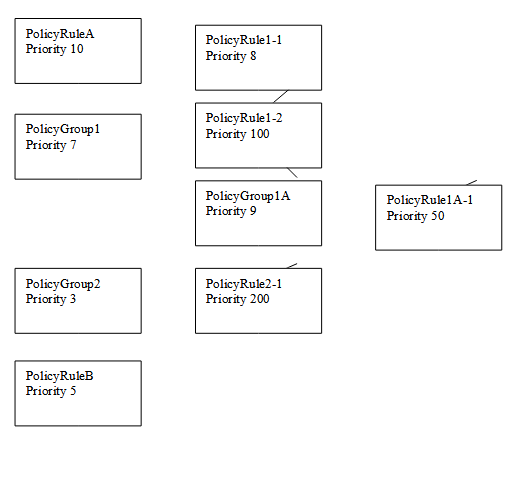 PolicyRuleA
Priority 10
PolicyRule1-1
Priority 8
PolicyRule1-2
Priority 100
PolicyGroup1
Priority 7
PolicyGroup1A
Priority 9
PolicyRule1A-1
Priority 50
PolicyGroup2
Priority 3
PolicyRule2-1
Priority 200
PolicyRuleB
Priority 5